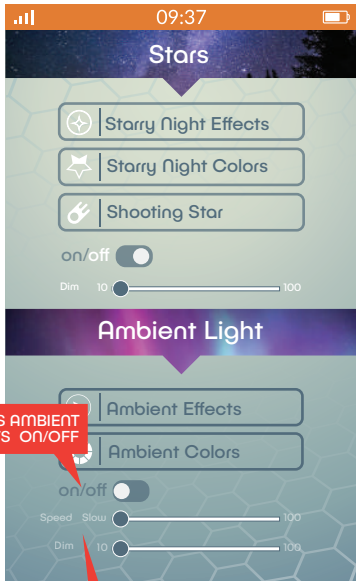 09:37
Stars
Starry Night Effects
Starry Night Colors
Shooting Star
on/off
Dim 10 100
Ambient Light
Ambient Effects
S AMBIENT
TS ON/OFF
Ambient Colors
on/off
Speed Slow 100
Dim 10 100